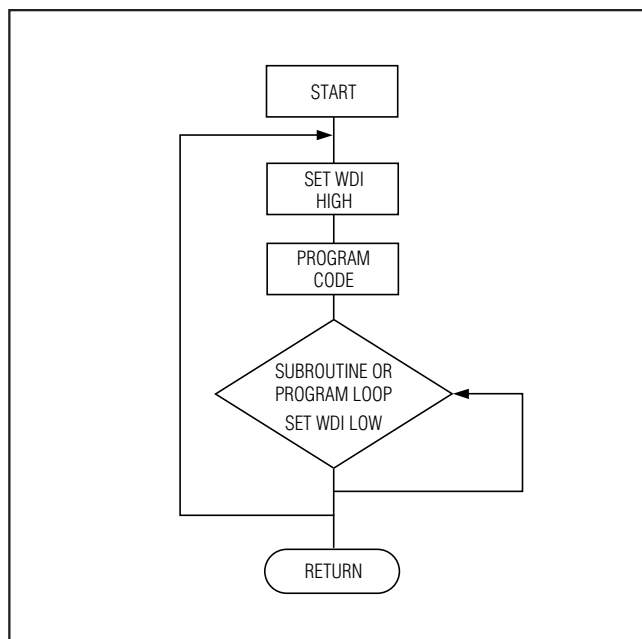 START
SET WDI
HIGH
PROGRAM
CODE
SUBROUTINE OR
PROGRAM LOOP
SET WDI LOW
RETURN